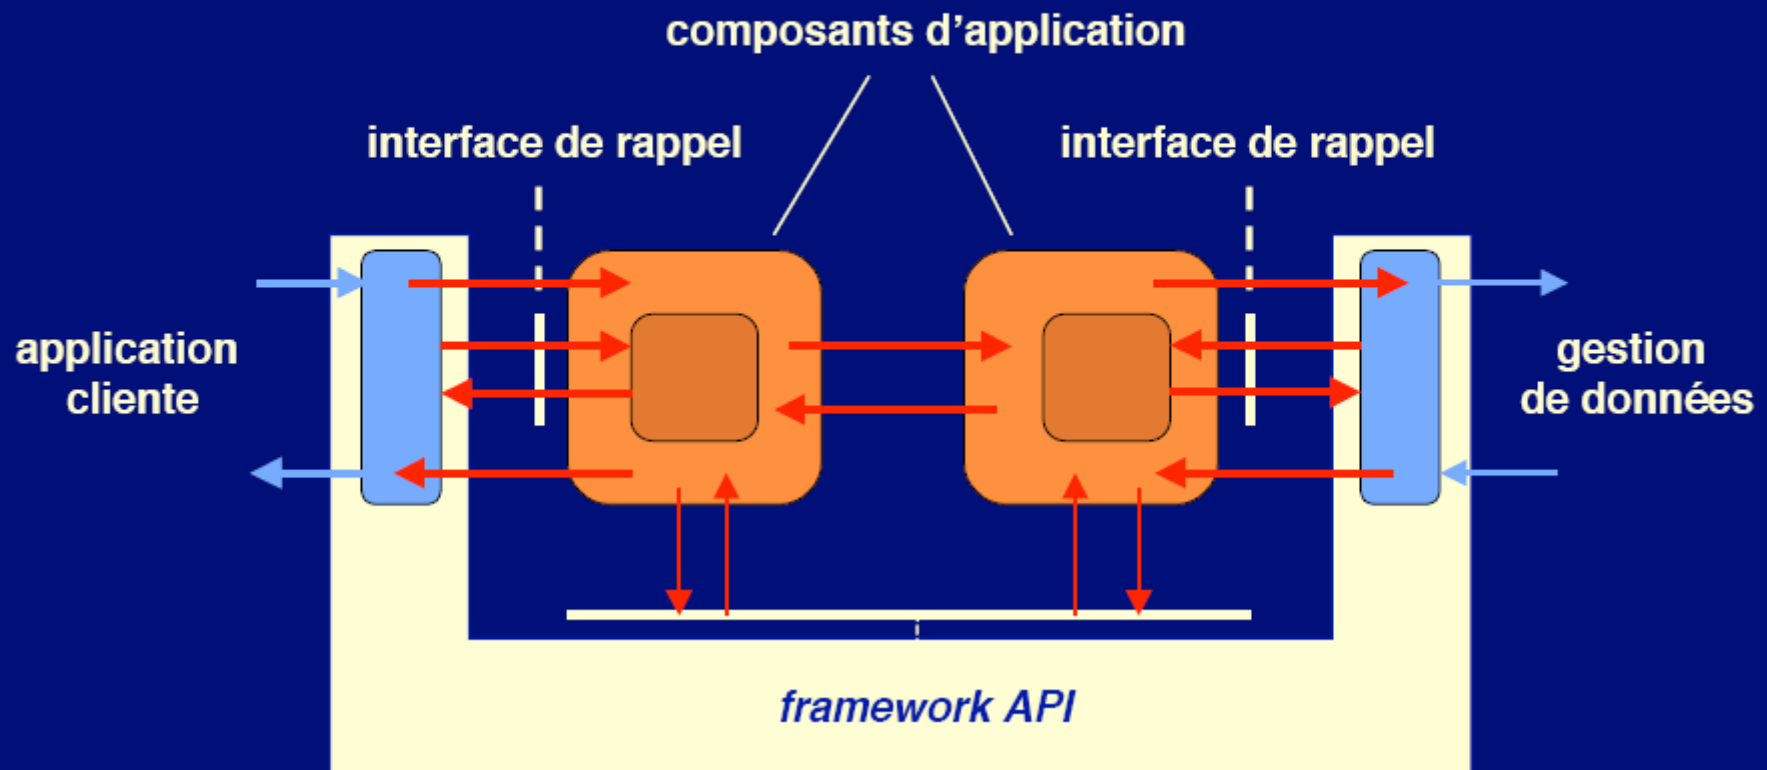 composants d’application
interface de rappel
interface de rappel
application
cliente
gestion
de données
framework API